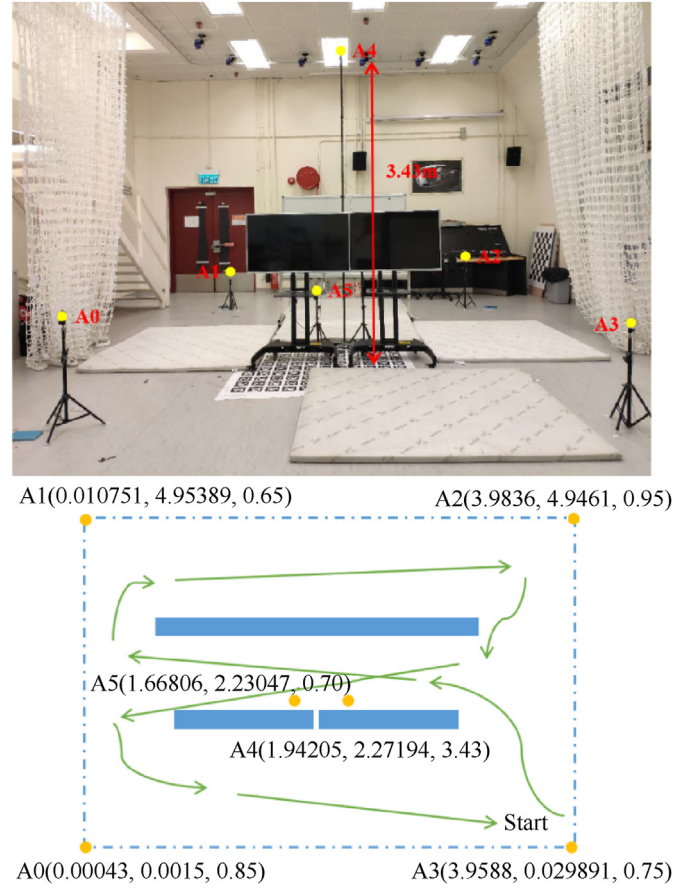 A4
3.43m
A1
A2
A5
A0
A3
A1(0.010751, 4.95389, 0.65)
A2(3.9836, 4.9461, 0.95)
A5(1.66806, 2.23047, 0.70)
A4(1.94205, 2.27194, 3.43)
Start
A0(0.00043, 0.0015, 0.85)
A3(3.9588, 0.029891, 0.75)